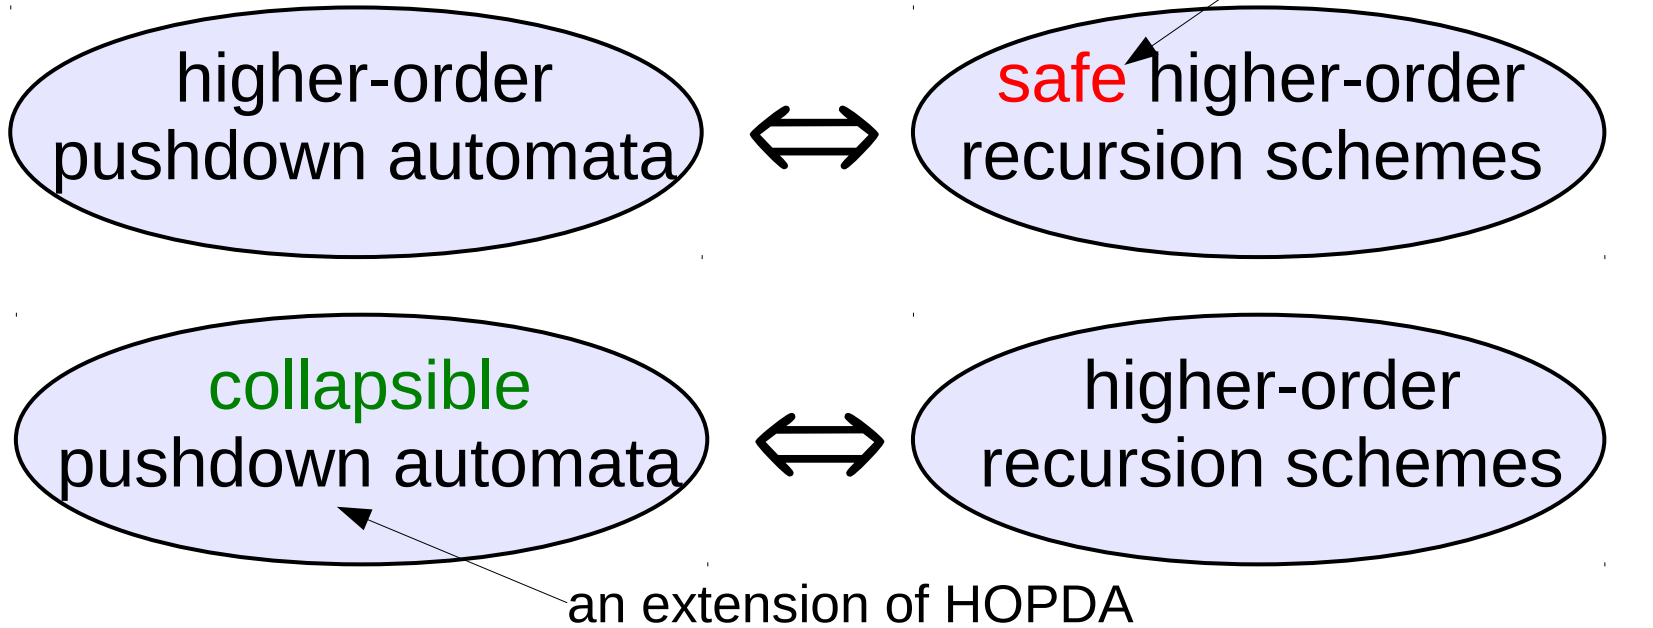 higher-order
pushdown automata
safe higher-order
recursion schemes
collapsible
pushdown automata
higher-order
recursion schemes
an extension of HOPDA